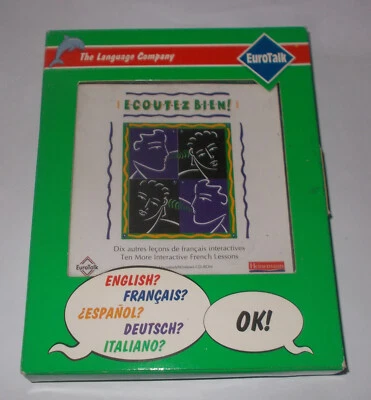 The Language Company
EuroTalk
ECOUTEZ BIEN!
Dix autres leçons de français interactives
Ten More Interactive French Lessons
EuroTalk
Heinemann
ENGLISH?
FRANÇAIS?
¿ESPAÑOL?
DEUTSCH?
ITALIANO?
OK!